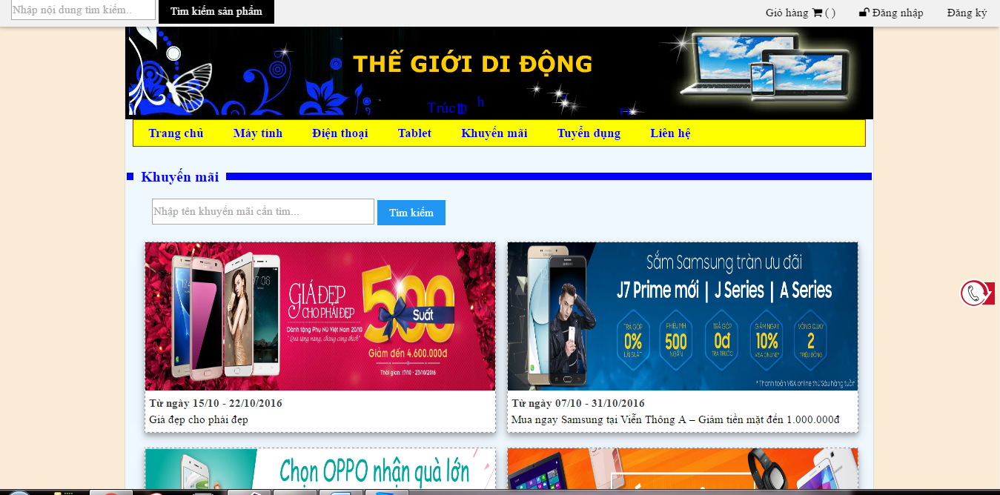 Nhập nội dung tìm kiếm..
Tìm kiếm sản phẩm
Giỏ hàng ( )
Đăng nhập
Đăng ký
THẾ GIỚI DI ĐỘNG
Trúc
h
Trang chủ
Máy tính
Điện thoại
Tablet
Khuyến mãi
Tuyển dụng
Liên hệ
Khuyến mãi
Nhập tên khuyến mãi cần tìm...
Tìm kiếm
GIÁ ĐẸP
CHO PHÁI ĐẸP
Dành tặng Phụ Nữ Việt Nam 20/10
500
Suất
Giảm đến 4.600.000đ
Thời gian: 17/10 - 23/10/2016
Từ ngày 15/10 - 22/10/2016
Giá đẹp cho phái đẹp
Sắm Samsung tràn ưu đãi
J7 Prime mới | J Series | A Series
TRẢ GÓP
0%
LÃI SUẤT
PHIẾU MH
500
NGÀN
TRẢ GÓP
0đ
TRẢ TRƯỚC
GIẢM NGAY
10%
VISA ONLINE*
VÒNG QUAY
2
TRIỆU ĐỒNG
* Thanh toán VISA online thứ Sáu hàng tuần
Từ ngày 07/10 - 31/10/2016
Mua ngay Samsung tại Viễn Thông A – Giảm tiền mặt đến 1.000.000đ
Chọn OPPO nhận quà lớn